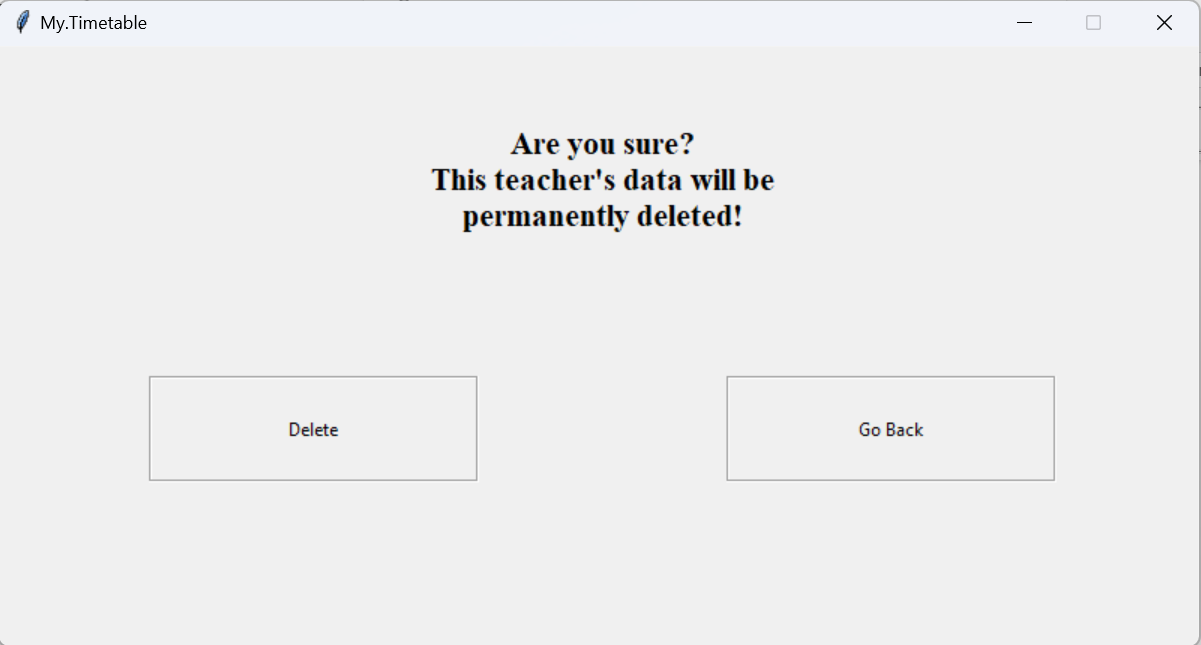 My.Timetable
Are you sure?
This teacher's data will be
permanently deleted!
Delete
Go Back